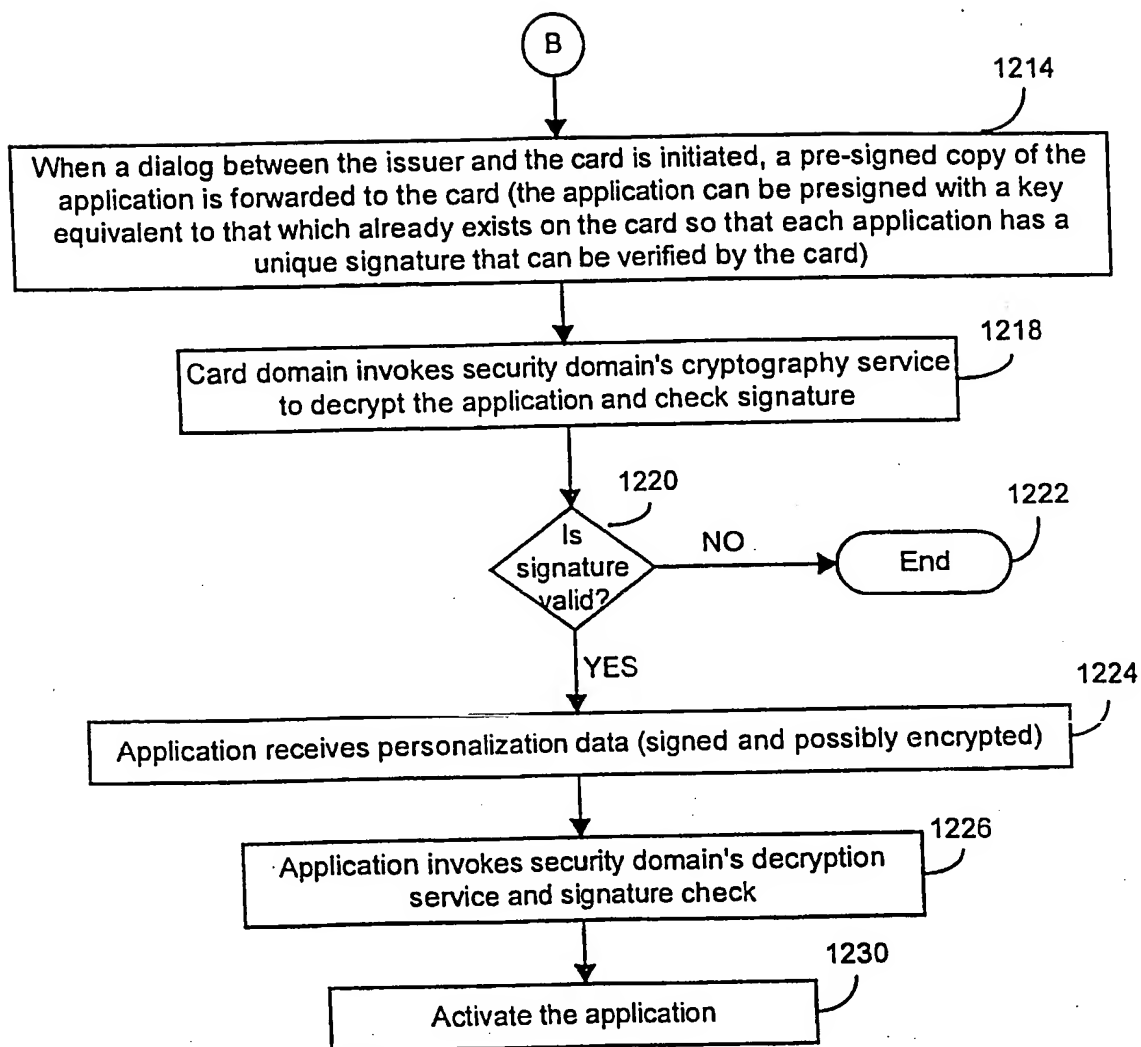 B
1214
When a dialog between the issuer and the card is initiated, a pre-signed copy of the
application is forwarded to the card (the application can be presigned with a key
equivalent to that which already exists on the card so that each application has a
unique signature that can be verified by the card)
1218
Card domain invokes security domain's cryptography service
to decrypt the application and check signature
1220
Is
signature
valid?
NO
1222
End
YES
1224
Application receives personalization data (signed and possibly encrypted)
1226
Application invokes security domain's decryption
service and signature check
1230
Activate the application